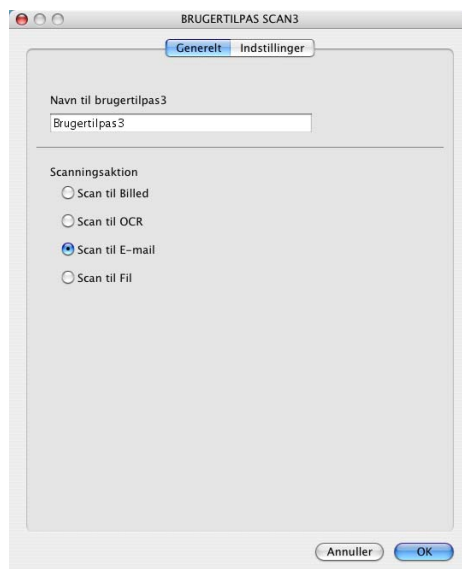 BRUGERTILPAS SCAN3
Generelt Indstillinger
Navn til brugertilpas3
Brugertilpas3
Scanningsaktion
Scan til Billed
Scan til OCR
Scan til E-mail
Scan til Fil
Annuller OK